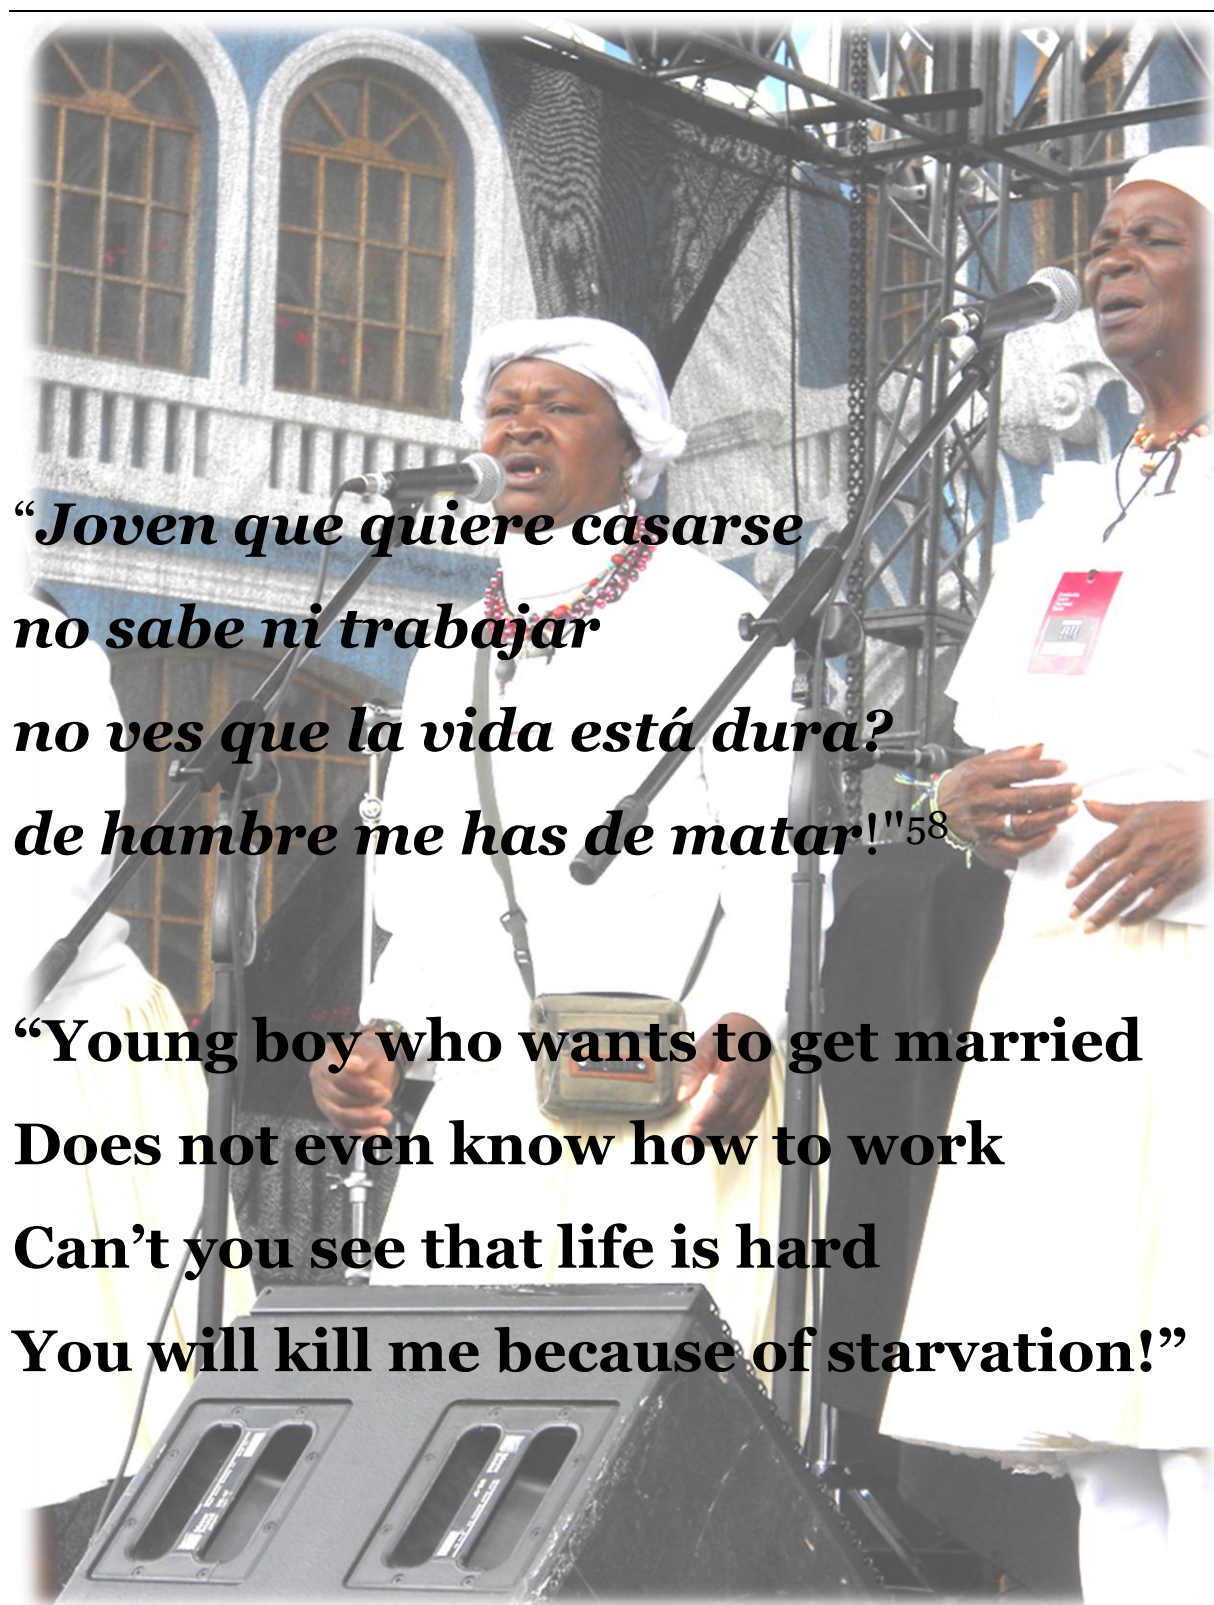 “Joven que quiere casarse
no sabe ni trabajar
no ves que la vida está dura?
de hambre me has de matar!"58
“Young boy who wants to get married
Does not even know how to work
Can’t you see that life is hard
You will kill me because of starvation!”